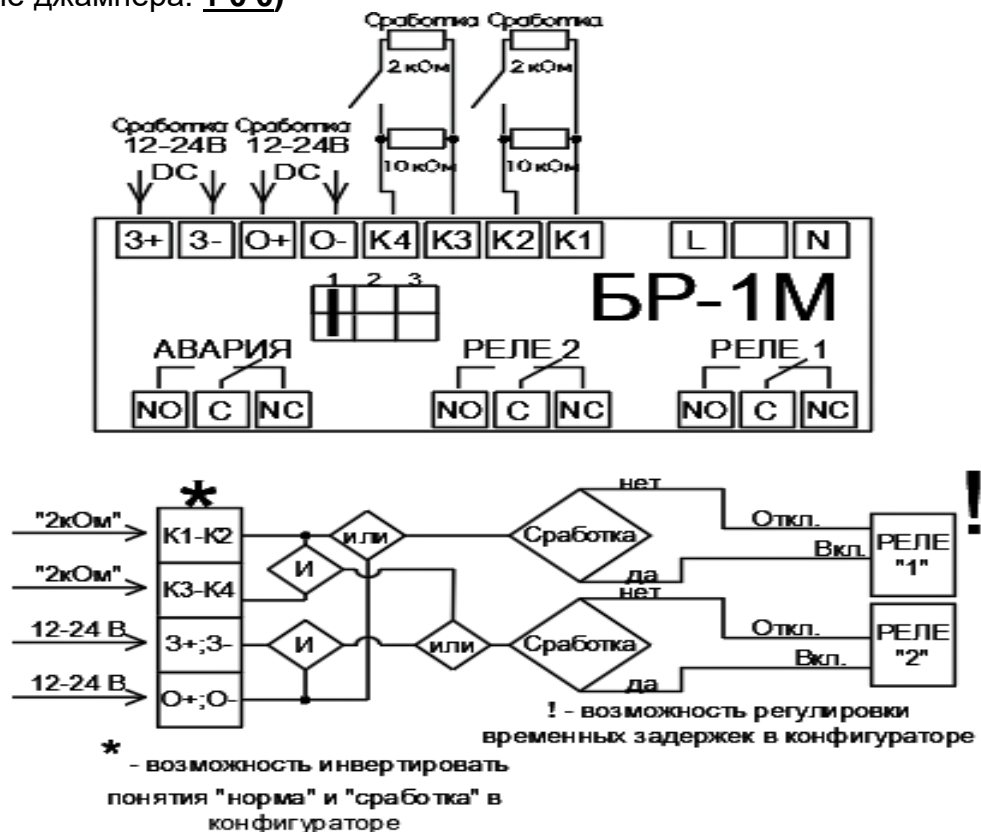 не джампера: 1-0-0)
Сработка Сработка
2 кОм 2 кОм
Сработка Сработка
12-24В 12-24В
DC DC
10 кОм 10 кОм
З+ З- О+ О- К4 К3 К2 К1 L N
1 2 3
БР-1М
АВАРИЯ РЕЛЕ 2 РЕЛЕ 1
NO C NC NO C NC NO C NC
*
!
"2кОм" К1-К2 или Сработка нет Откл. Вкл. да РЕЛЕ "1"
"2кОм" К3-К4 И
12-24 В З+;З- И или Сработка нет Откл. Вкл. да РЕЛЕ "2"
12-24 В О+;О-
! - возможность регулировки
временных задержек в конфигураторе
* - возможность инвертировать
понятия "норма" и "сработка" в
конфигураторе